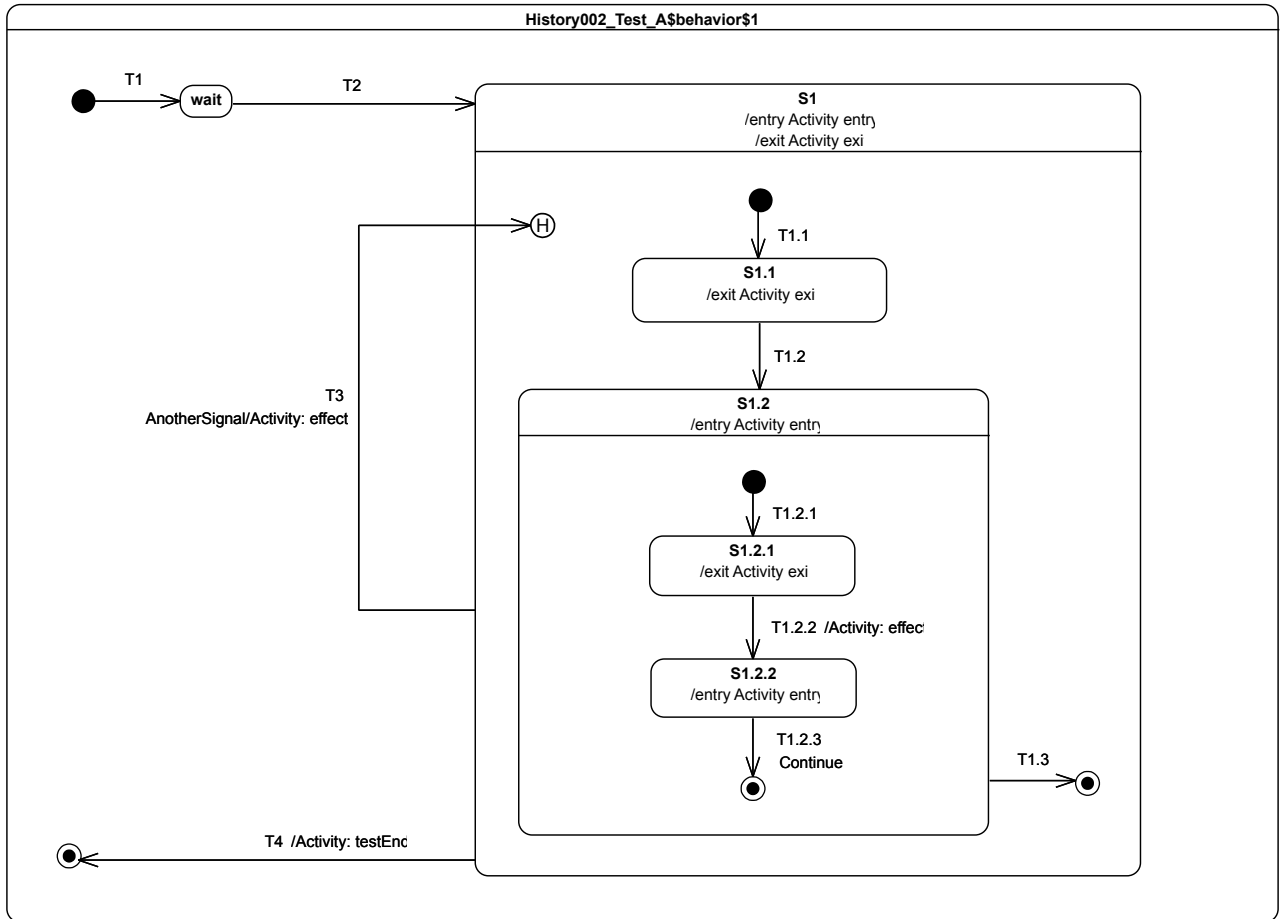 History002_Test_A$behavior$1
T1
T2
wait
S1
/entry Activity entry
/exit Activity exi
H
T1.1
S1.1
/exit Activity exi
T1.2
T3
AnotherSignal/Activity: effect
S1.2
/entry Activity entry
T1.2.1
S1.2.1
/exit Activity exi
T1.2.2 /Activity: effect
S1.2.2
/entry Activity entry
T1.2.3
Continue
T1.3
T4 /Activity: testEnd